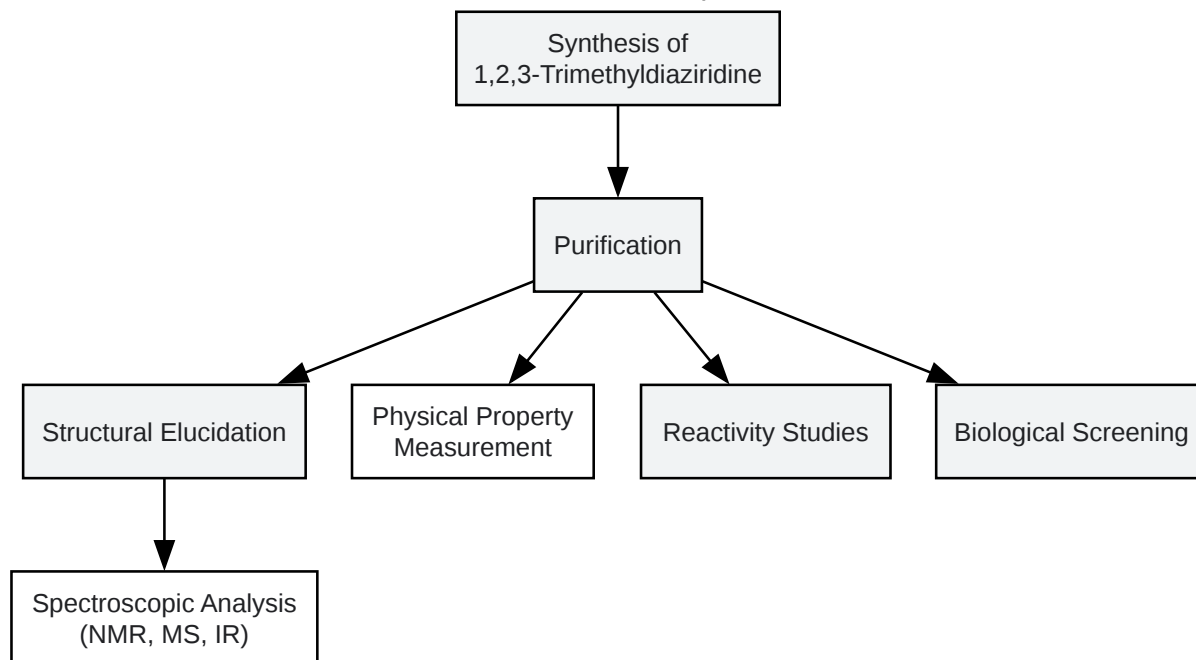 Synthesis of
1,2,3-Trimethyldiaziridine
Purification
Structural Elucidation
Physical Property
Measurement
Reactivity Studies
Biological Screening
Spectroscopic Analysis
(NMR, MS, IR)